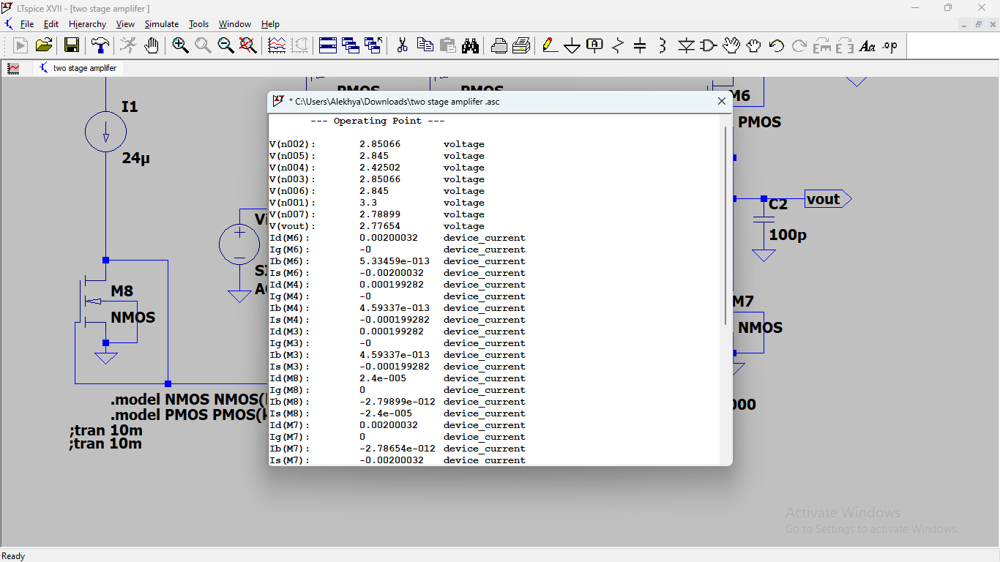 LTspice XVII - [two stage amplifer ]
File Edit Hierarchy View Simulate Tools Window Help
A Aa .op
two stage amplifer
PMOS PMOS
I1
24µ
M6
PMOS
* C:\Users\Alekhya\Downloads\two stage amplifer .asc
--- Operating Point ---
V(n002): 2.85066 voltage
V(n005): 2.845 voltage
V(n004): 2.42502 voltage
V(n003): 2.85066 voltage
V(n006): 2.845 voltage
V(n001): 3.3 voltage
V(n007): 2.78899 voltage
V(vout): 2.77654 voltage
Id(M6): 0.00200032 device_current
Ig(M6): -0 device_current
Ib(M6): 5.33459e-013 device_current
Is(M6): -0.00200032 device_current
Id(M4): 0.000199282 device_current
Ig(M4): -0 device_current
Ib(M4): 4.59337e-013 device_current
Is(M4): -0.000199282 device_current
Id(M3): 0.000199282 device_current
Ig(M3): -0 device_current
Ib(M3): 4.59337e-013 device_current
Is(M3): -0.000199282 device_current
Id(M8): 2.4e-005 device_current
Ig(M8): 0 device_current
Ib(M8): -2.79899e-012 device_current
Is(M8): -2.4e-005 device_current
Id(M7): 0.00200032 device_current
Ig(M7): 0 device_current
Ib(M7): -2.78654e-012 device_current
Is(M7): -0.00200032 device_current
vout
C2
100p
M8
NMOS
M7
NMOS
.model NMOS NMOS(
.model PMOS PMOS(
;tran 10m
;tran 10m
Activate Windows
Go to Settings to activate Windows.
Ready